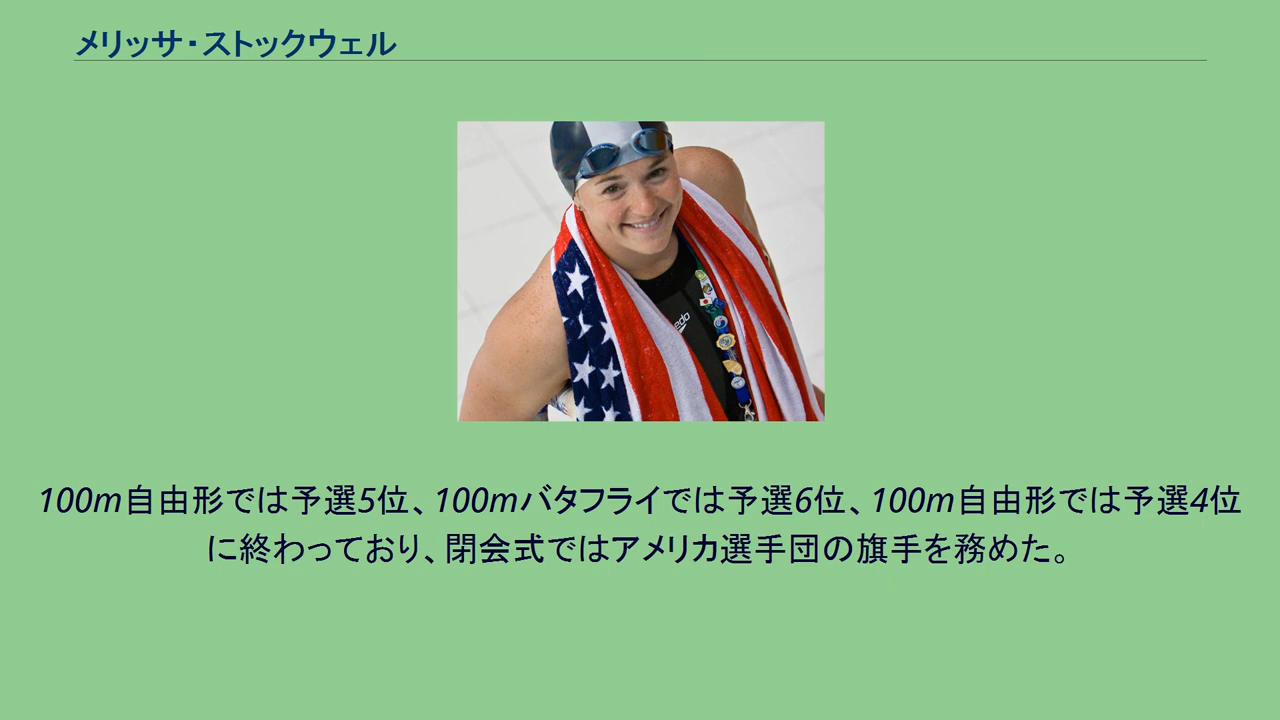 メリッサ・ストックウェル
edo
100m自由形では予選5位、100mバタフライでは予選6位、100m自由形では予選4位
に終わっており、閉会式ではアメリカ選手団の旗手を務めた。